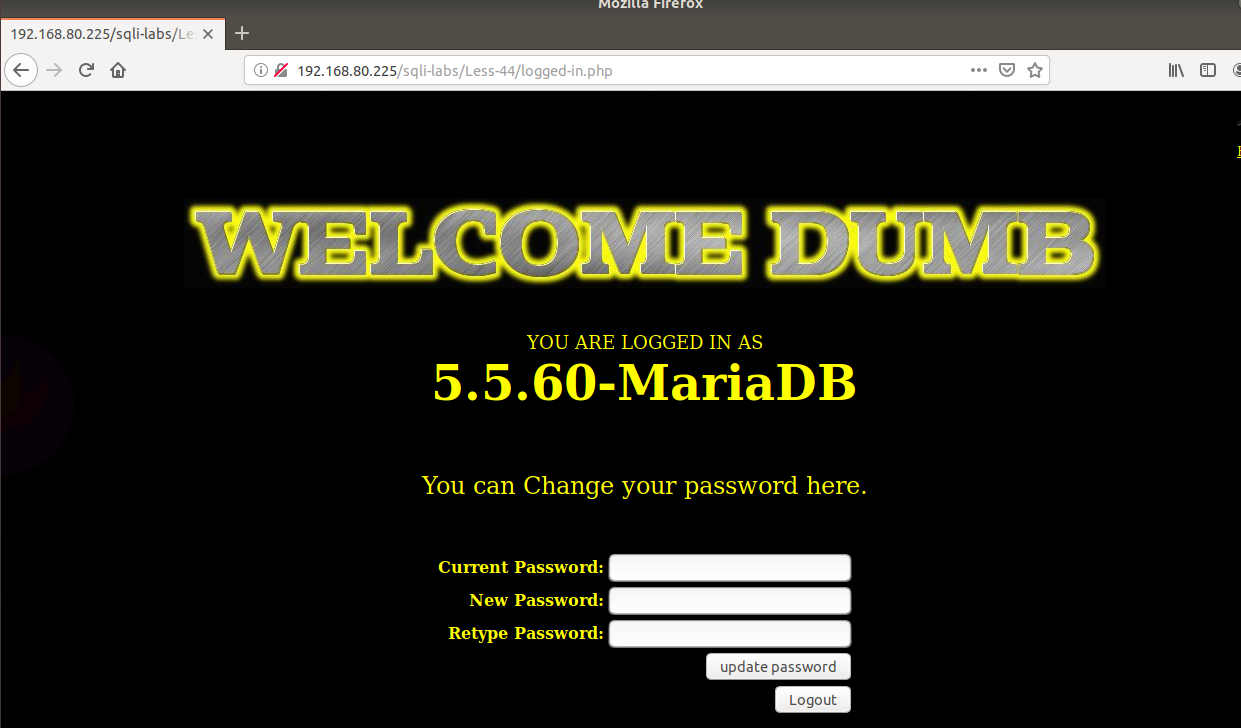 Mozilla Firefox
192.168.80.225/sqli-labs/Le
192.168.80.225/sqli-labs/Less-44/logged-in.php
WELCOME DUMB
YOU ARE LOGGED IN AS
5.5.60-MariaDB
You can Change your password here.
Current Password:
New Password:
Retype Password:
update password
Logout